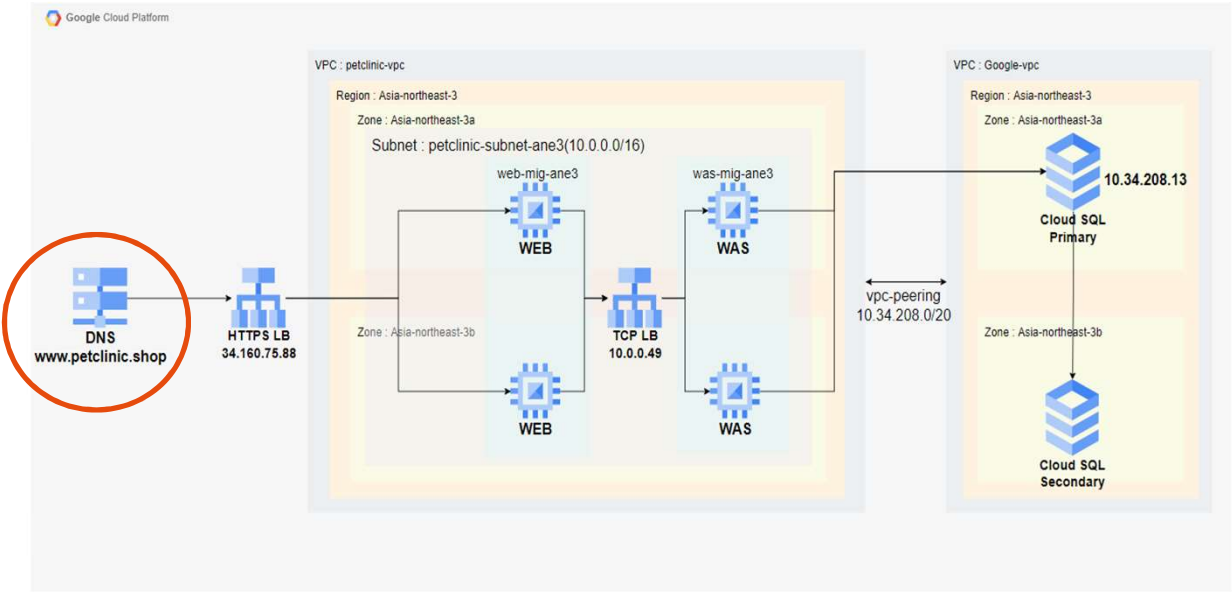 Google Cloud Platform
VPC : petclinic-vpc
Region : Asia-northeast-3
Zone : Asia-northeast-3a
Subnet : petclinic-subnet-ane3(10.0.0.0/16)
web-mig-ane3
was-mig-ane3
WEB
WAS
DNS
www.petclinic.shop
HTTPS LB
34.160.75.88
TCP LB
10.0.0.49
Zone : Asia-northeast-3b
WEB
WAS
vpc-peering
10.34.208.0/20
VPC : Google-vpc
Region : Asia-northeast-3
Zone : Asia-northeast-3a
10.34.208.13
Cloud SQL
Primary
Zone : Asia-northeast-3b
Cloud SQL
Secondary